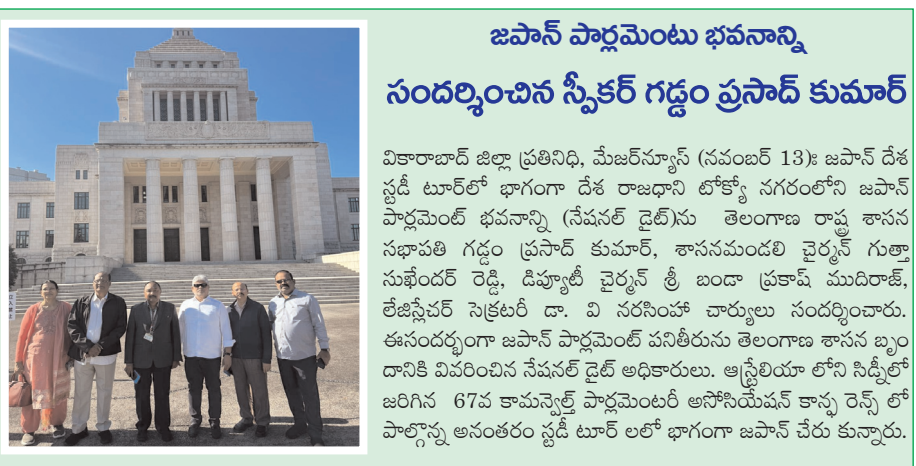 జపాన్ పార్లమెంటు భవనాన్ని
సందర్శించిన స్పీకర్ గడ్డం ప్రసాద్ కుమార్
వికారాబాద్ జిల్లా ప్రతినిధి, మేజర్‌న్యూస్ (నవంబర్ 13): జపాన్ దేశ
స్టడీ టూర్‌లో భాగంగా దేశ రాజధాని టోక్యో నగరంలోని జపాన్
పార్లమెంట్ భవనాన్ని (నేషనల్ డైట్)ను తెలంగాణ రాష్ట్ర శాసన
సభాపతి గడ్డం ప్రసాద్ కుమార్, శాసనమండలి చైర్మన్ గుత్తా
సుఖేందర్ రెడ్డి, డిప్యూటీ చైర్మన్ శ్రీ బండా ప్రకాష్ ముదిరాజ్,
లేజిస్లేచర్ సెక్రటరీ డా. వి నరసింహా చార్యులు సందర్శించారు.
ఈసందర్భంగా జపాన్ పార్లమెంట్ పనితీరును తెలంగాణ శాసన బృం
దానికి వివరించిన నేషనల్ డైట్ అధికారులు. ఆస్ట్రేలియా లోని సిడ్నీలో
జరిగిన 67వ కామన్వెల్త్ పార్లమెంటరీ అసోసియేషన్ కాన్ఫ రెన్స్ లో
పాల్గొన్న అనంతరం స్టడీ టూర్ లలో భాగంగా జపాన్ చేరు కున్నారు.